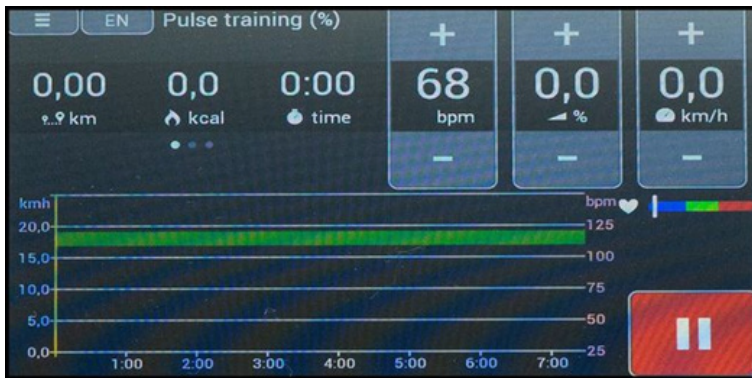 EN Pulse training (%)
+ + +
0,00 0,0 0:00 68 0,0 0,0
km kcal time bpm % km/h
- - -
kmh bpm
20,0 125
15,0 100
10,0 75
5,0 50
0,0 25
1:00 2:00 3:00 4:00 5:00 6:00 7:00